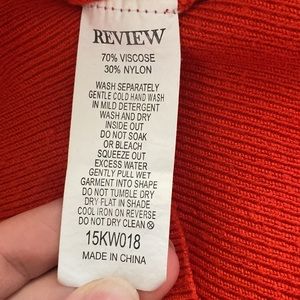 REVIEW
70% VISCOSE
30% NYLON
WASH SEPARATELY
GENTLE COLD HAND WASH
IN MILD DETERGENT
WASH AND DRY
INSIDE OUT
DO NOT SOAK
OR BLEACH
SQUEEZE OUT
EXCESS WATER
GENTLY PULL WET
GARMENT INTO SHAPE
DO NOT TUMBLE DRY
DRY FLAT IN SHADE
COOL IRON ON REVERSE
DO NOT DRY CLEAN ⓧ
15KW018
MADE IN CHINA